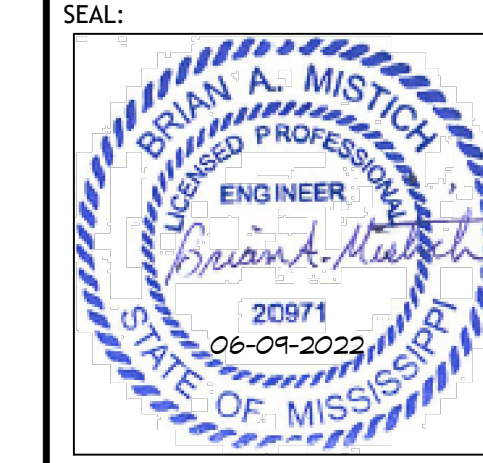 SEAL:
BRIAN A. MISTICH
LICENSED PROFESSIONAL
ENGINEER
Brian A. Mistich
20971
06-09-2022
STATE OF MISSISSIPPI